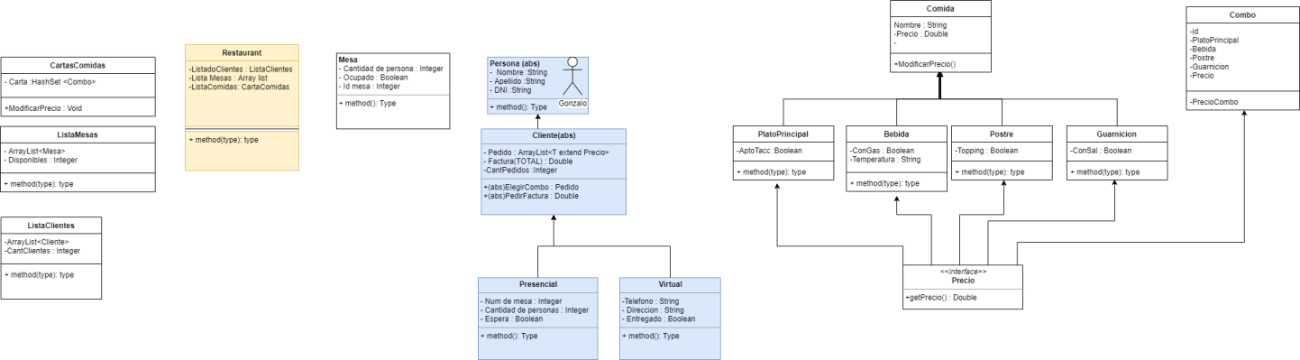 CartasComidas
- Carta :HashSet <Combo>
+ModificarPrecio : Void
ListaMesas
- ArrayList<Mesa>
- Disponibles : Integer
+ method(type): type
ListaClientes
-ArrayList<Cliente>
-CantClientes : Integer
+ method(type): type
Restaurant
-ListadoClientes : ListaClientes
-Lista Mesas : Array list
-ListaComidas: CartaComidas
+ method(type): type
Mesa
- Cantidad de persona : Integer
- Ocupado : Boolean
- Id mesa : Integer
+ method(): Type
Persona (abs)
- Nombre :String
- Apellido :String
- DNI :String
+ method(): Type
Gonzalo
Cliente(abs)
- Pedido : ArrayList<T extend Precio>
- Factura(TOTAL) : Double
-CantPedidos :Integer
+(abs)ElegirCombo : Pedido
+(abs)PedirFactura : Double
Presencial
- Num de mesa : Integer
- Cantidad de personas : Integer
- Espera : Boolean
+ method(): Type
Virtual
-Telefono : String
- Direccion : String
- Entregado : Boolean
+ method(): Type
Comida
Nombre : String
-Precio : Double
-
+ModificarPrecio()
Combo
-id
-PlatoPrincipal
-Bebida
-Postre
-Guarnicion
-Precio
-PrecioCombo
PlatoPrincipal
-AptoTacc :Boolean
+ method(type): type
Bebida
-ConGas : Boolean
-Temperatura : String
+ method(type): type
Postre
-Topping : Boolean
+ method(type): type
Guarnicion
-ConSal : Boolean
+ method(type): type
<<Interface>>
Precio
+getPrecio() : Double